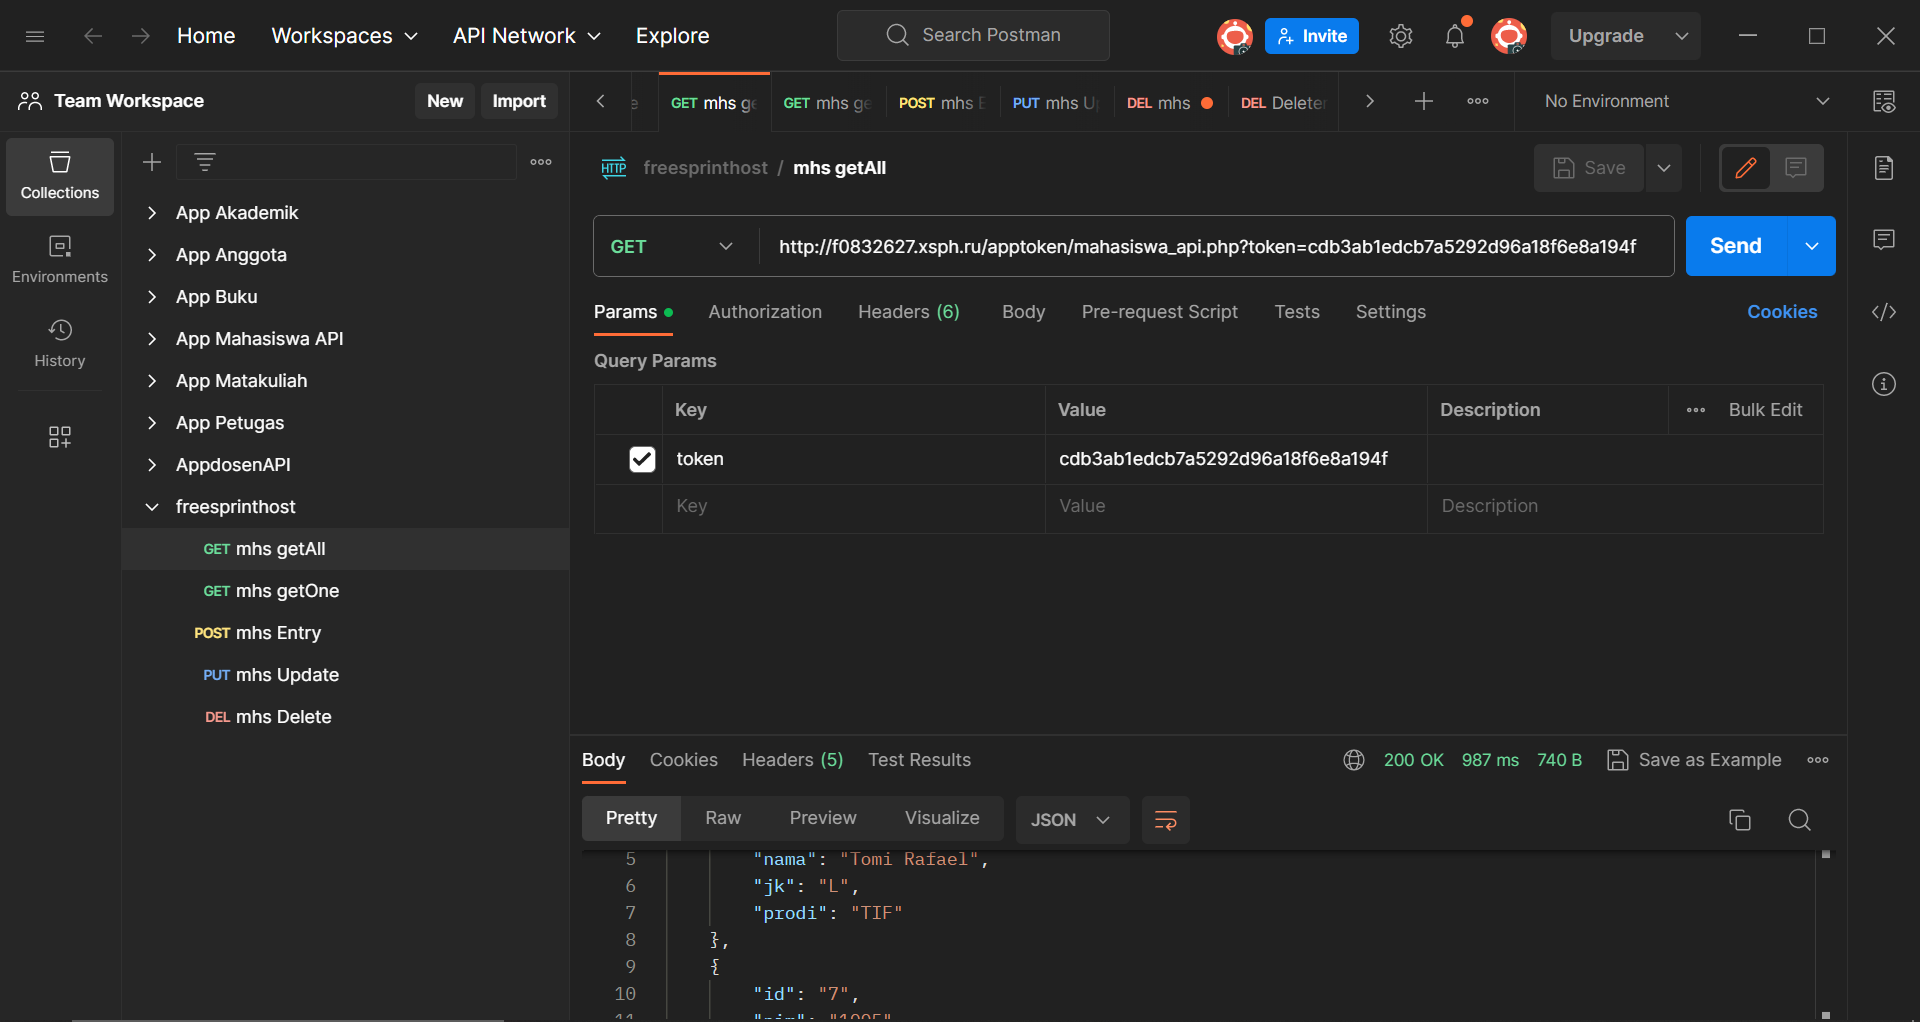 Home Workspaces API Network Explore Search Postman Invite Upgrade
Team Workspace New Import
GET mhs ge GET mhs ge POST mhs E PUT mhs U DEL mhs DEL Deleter No Environment
Collections
Environments
History
App Akademik
App Anggota
App Buku
App Mahasiswa API
App Matakuliah
App Petugas
AppdosenAPI
freesprinthost
GET mhs getAll
GET mhs getOne
POST mhs Entry
PUT mhs Update
DEL mhs Delete
HTTP freesprinthost / mhs getAll Save
GET http://f0832627.xsph.ru/apptoken/mahasiswa_api.php?token=cdb3ab1edcb7a5292d96a18f6e8a194f Send
Params Authorization Headers (6) Body Pre-request Script Tests Settings Cookies
Query Params
Key Value Description Bulk Edit
token cdb3ab1edcb7a5292d96a18f6e8a194f
Key Value Description
Body Cookies Headers (5) Test Results 200 OK 987 ms 740 B Save as Example
Pretty Raw Preview Visualize JSON
5 "nama": "Tomi Rafael",
6 "jk": "L",
7 "prodi": "TIF"
8 },
9 {
10 "id": "7",
11